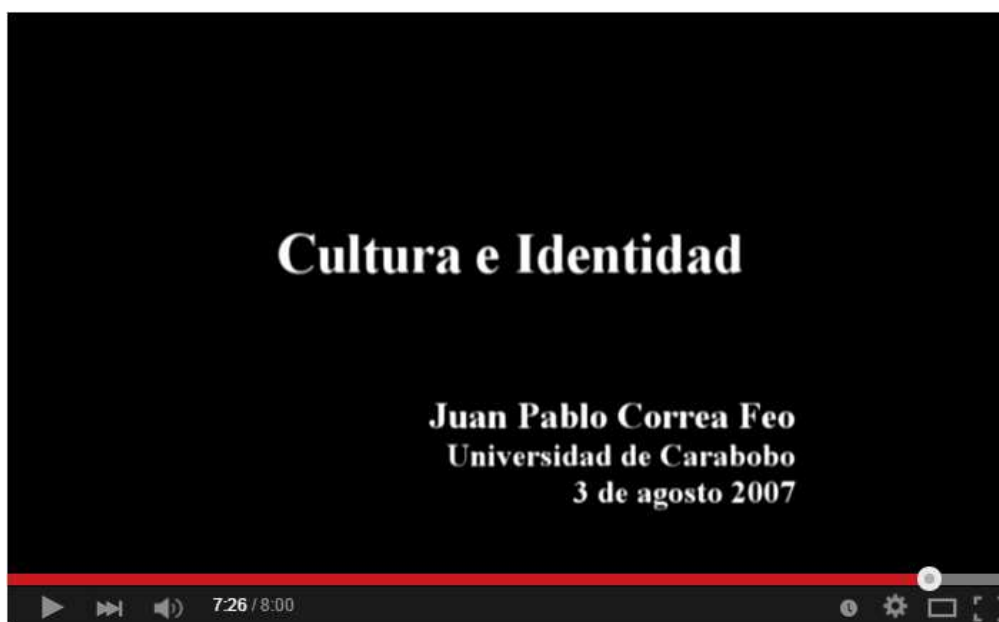 Cultura e Identidad
Juan Pablo Correa Feo
Universidad de Carabobo
3 de agosto 2007
7:26 / 8:00